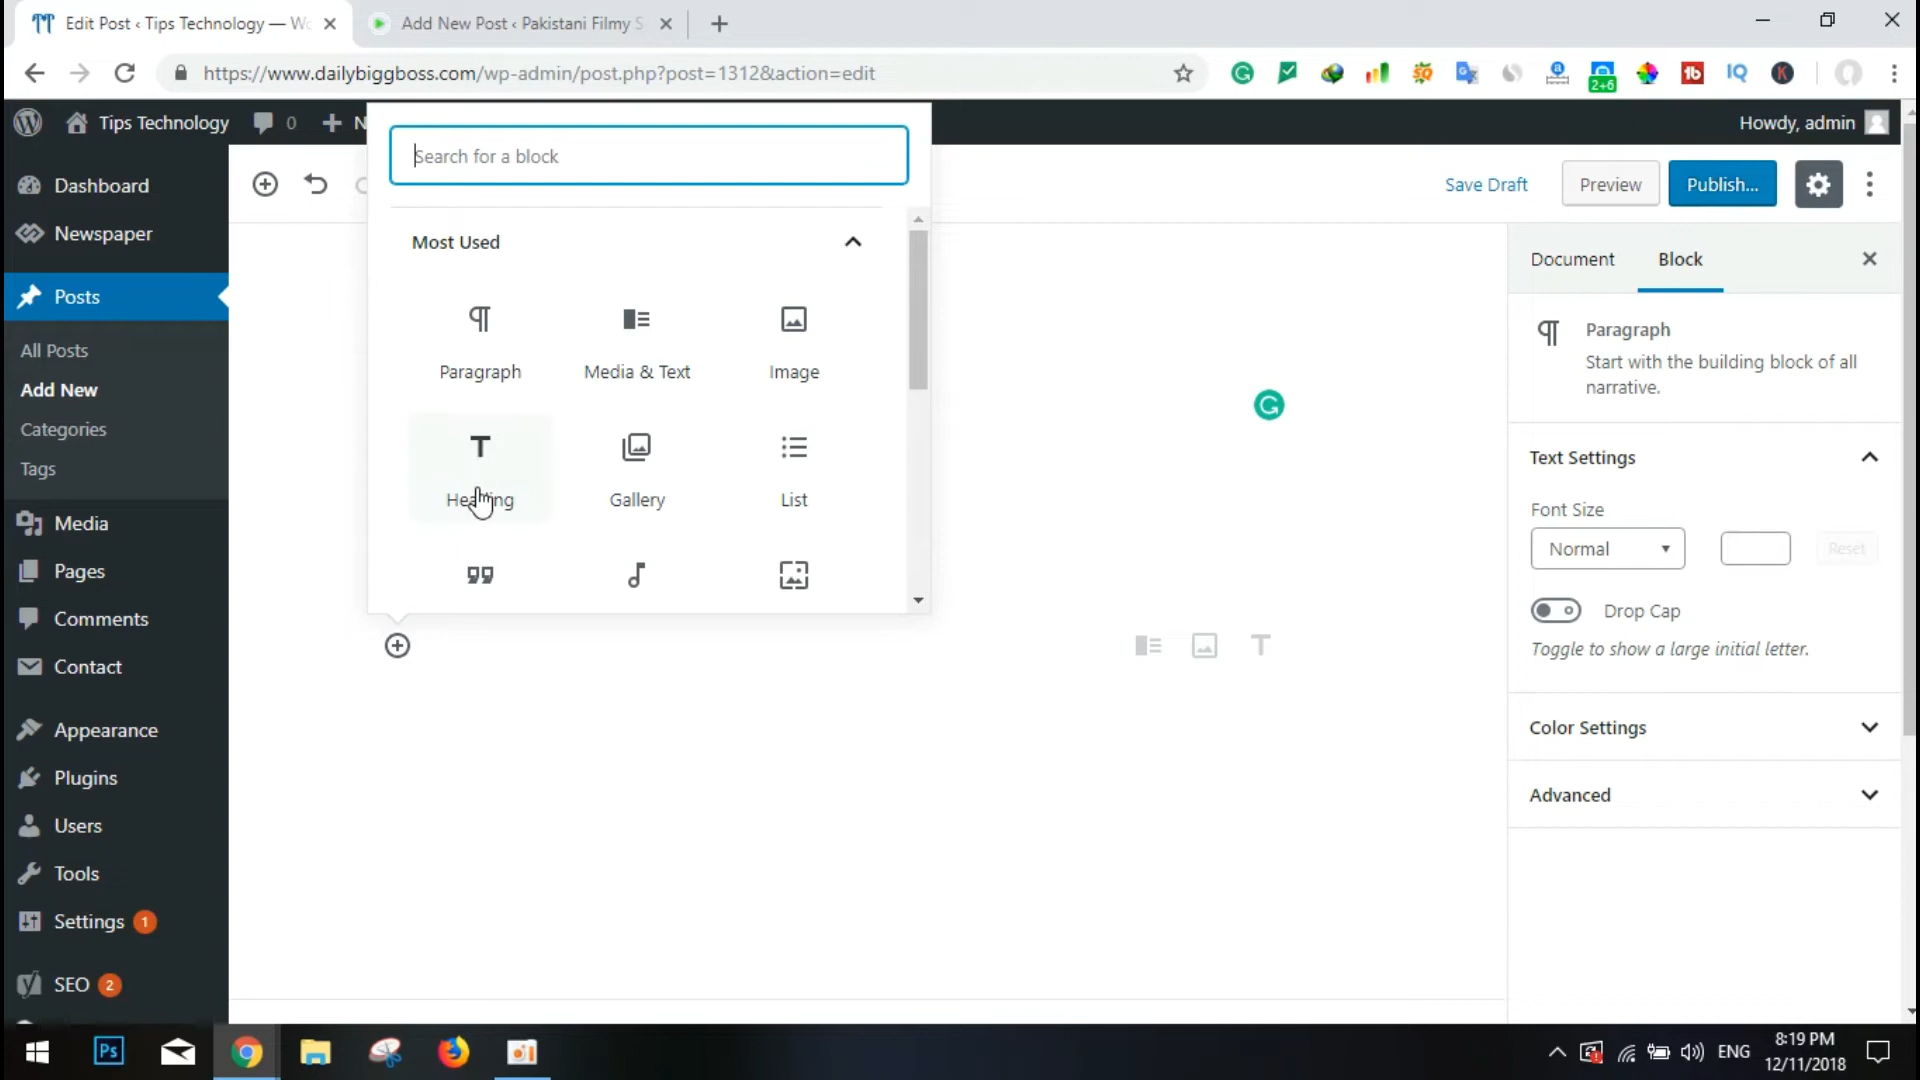 Edit Post ‹ Tips Technology — Wo
Add New Post ‹ Pakistani Filmy S
https://www.dailybiggboss.com/wp-admin/post.php?post=1312&action=edit
2+6
Tips Technology
0
N
Howdy, admin
Search for a block
Dashboard
Save Draft
Preview
Publish...
Newspaper
Most Used
Document
Block
Posts
Paragraph
Start with the building block of all
narrative.
All Posts
Paragraph
Media & Text
Image
Add New
Categories
Text Settings
Tags
Heading
Gallery
List
Font Size
Media
Normal
Reset
Pages
Drop Cap
Comments
Toggle to show a large initial letter.
Contact
Appearance
Color Settings
Plugins
Advanced
Users
Tools
Settings 1
SEO 2
Ps
ENG
8:19 PM
12/11/2018